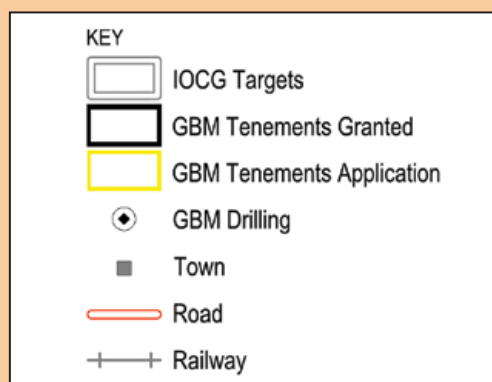 KEY
IOCG Targets
GBM Tenements Granted
GBM Tenements Application
GBM Drilling
Town
Road
Railway